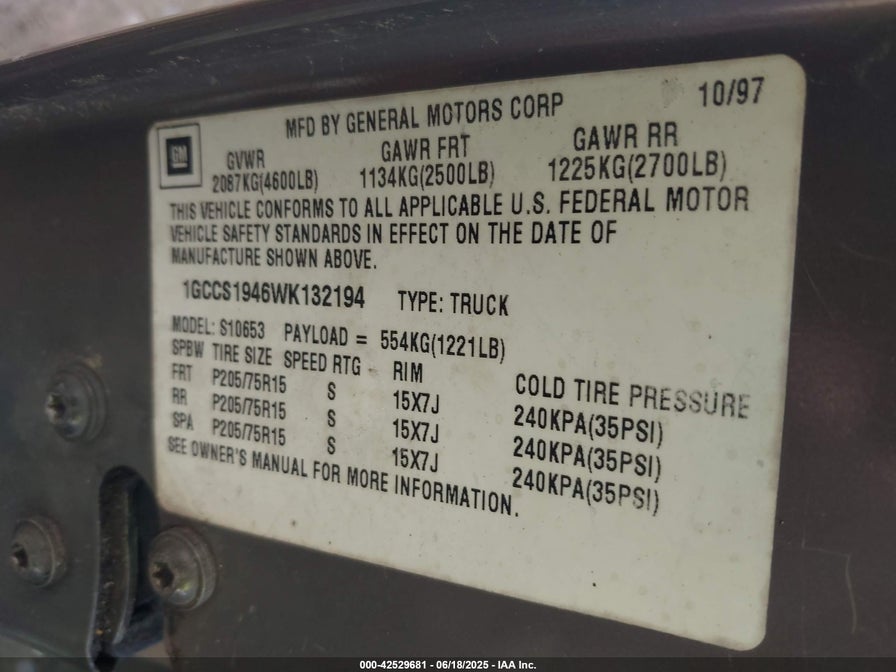 MFD BY GENERAL MOTORS CORP 10/97
GM
GVWR GAWR FRT GAWR RR
2087KG(4600LB) 1134KG(2500LB) 1225KG(2700LB)
THIS VEHICLE CONFORMS TO ALL APPLICABLE U.S. FEDERAL MOTOR
VEHICLE SAFETY STANDARDS IN EFFECT ON THE DATE OF
MANUFACTURE SHOWN ABOVE.
1GCCS1946WK132194 TYPE: TRUCK
MODEL: S10653 PAYLOAD = 554KG(1221LB)
SPBW TIRE SIZE SPEED RTG RIM COLD TIRE PRESSURE
FRT P205/75R15 S 15X7J 240KPA(35PSI)
RR P205/75R15 S 15X7J 240KPA(35PSI)
SPA P205/75R15 S 15X7J 240KPA(35PSI)
SEE OWNER'S MANUAL FOR MORE INFORMATION.
000-42529681 - 06/18/2025 - IAA Inc.